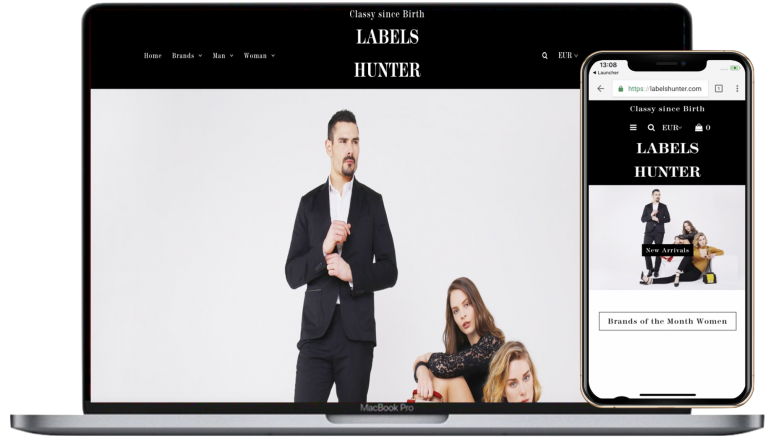 Classy since Birth
LABELS
HUNTER
Home Brands Man Woman
EUR
MacBook Pro
13:08
Launcher
https://labelshunter.com
Classy since Birth
EUR 0
LABELS
HUNTER
New Arrivals
Brands of the Month Women